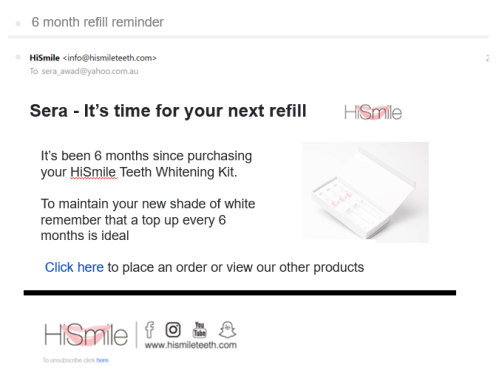 6 month refill reminder
HiSmile <info@hismileteeth.com>
To sera_awad@yahoo.com.au
Sera - It's time for your next refill
HiSmile
It's been 6 months since purchasing
your HiSmile Teeth Whitening Kit.
To maintain your new shade of white
remember that a top up every 6
months is ideal
Click here to place an order or view our other products
HiSmile
You
Tube
www.hismileteeth.com
To unsubscribe click here